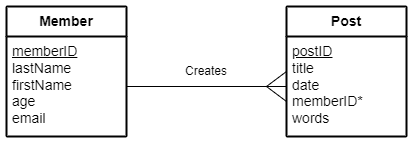 Member
memberID
lastName
firstName
age
email
Creates
Post
postID
title
date
memberID*
words